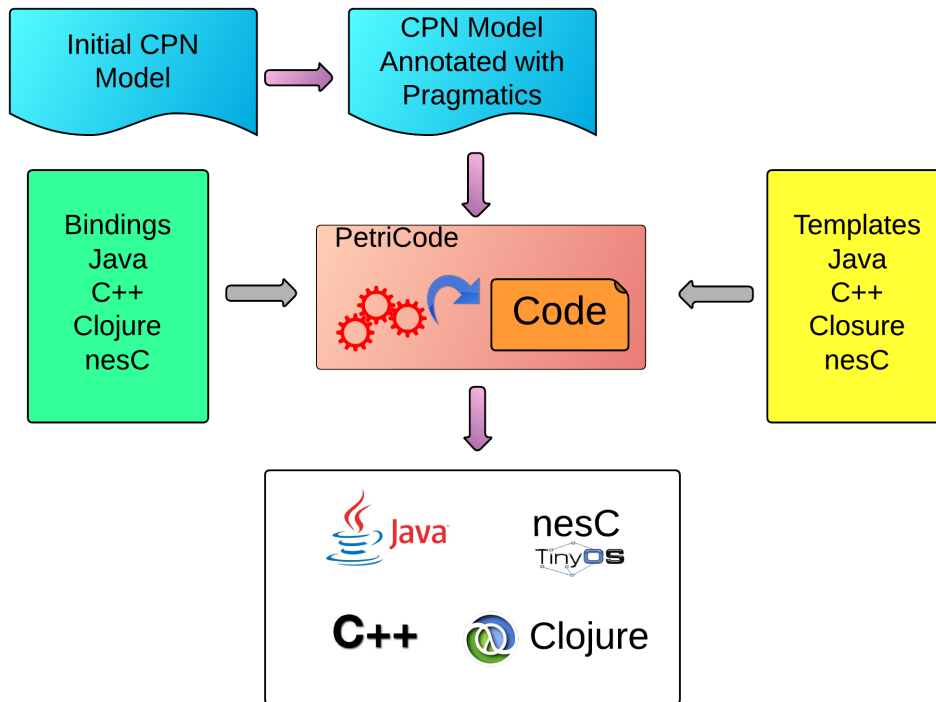 Initial CPN
Model
CPN Model
Annotated with
Pragmatics
Bindings
Java
C++
Clojure
nesC
PetriCode
Code
Templates
Java
C++
Closure
nesC
Java
nesC
TinyOS
C++
Clojure